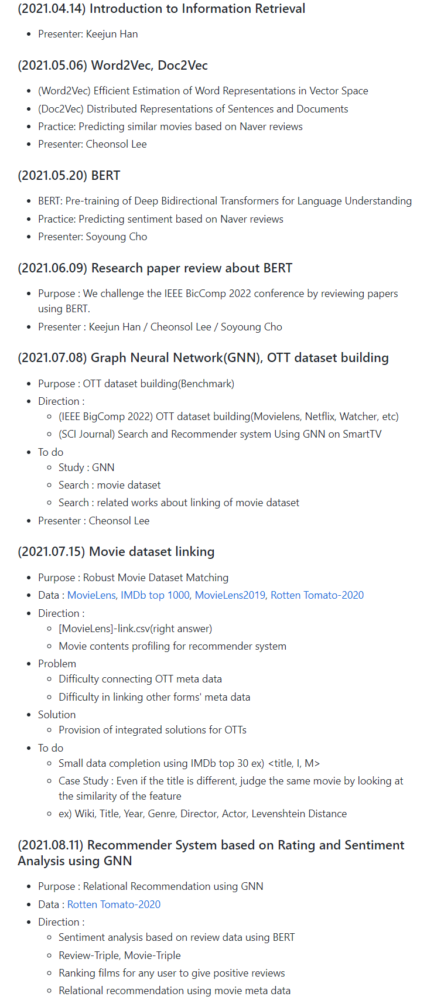 (2021.04.14) Introduction to Information Retrieval
Presenter: Keejun Han
(2021.05.06) Word2Vec, Doc2Vec
(Word2Vec) Efficient Estimation of Word Representations in Vector Space
(Doc2Vec) Distributed Representations of Sentences and Documents
Practice: Predicting similar movies based on Naver reviews
Presenter: Cheonsol Lee
(2021.05.20) BERT
BERT: Pre-training of Deep Bidirectional Transformers for Language Understanding
Practice: Predicting sentiment based on Naver reviews
Presenter: Soyoung Cho
(2021.06.09) Research paper review about BERT
Purpose : We challenge the IEEE BicComp 2022 conference by reviewing papers
using BERT.
Presenter : Keejun Han / Cheonsol Lee / Soyoung Cho
(2021.07.08) Graph Neural Network(GNN), OTT dataset building
Purpose : OTT dataset building(Benchmark)
Direction :
(IEEE BigComp 2022) OTT dataset building(Movielens, Netflix, Watcher, etc)
(SCI Journal) Search and Recommender system Using GNN on SmartTV
To do
Study : GNN
Search : movie dataset
Search : related works about linking of movie dataset
Presenter : Cheonsol Lee
(2021.07.15) Movie dataset linking
Purpose : Robust Movie Dataset Matching
Data : MovieLens, IMDb top 1000, MovieLens2019, Rotten Tomato-2020
Direction :
[MovieLens]-link.csv(right answer)
Movie contents profiling for recommender system
Problem
Difficulty connecting OTT meta data
Difficulty in linking other forms' meta data
Solution
Provision of integrated solutions for OTTs
To do
Small data completion using IMDb top 30 ex) <title, I, M>
Case Study : Even if the title is different, judge the same movie by looking at
the similarity of the feature
ex) Wiki, Title, Year, Genre, Director, Actor, Levenshtein Distance
(2021.08.11) Recommender System based on Rating and Sentiment
Analysis using GNN
Purpose : Relational Recommendation using GNN
Data : Rotten Tomato-2020
Direction :
Sentiment analysis based on review data using BERT
Review-Triple, Movie-Triple
Ranking films for any user to give positive reviews
Relational recommendation using movie meta data